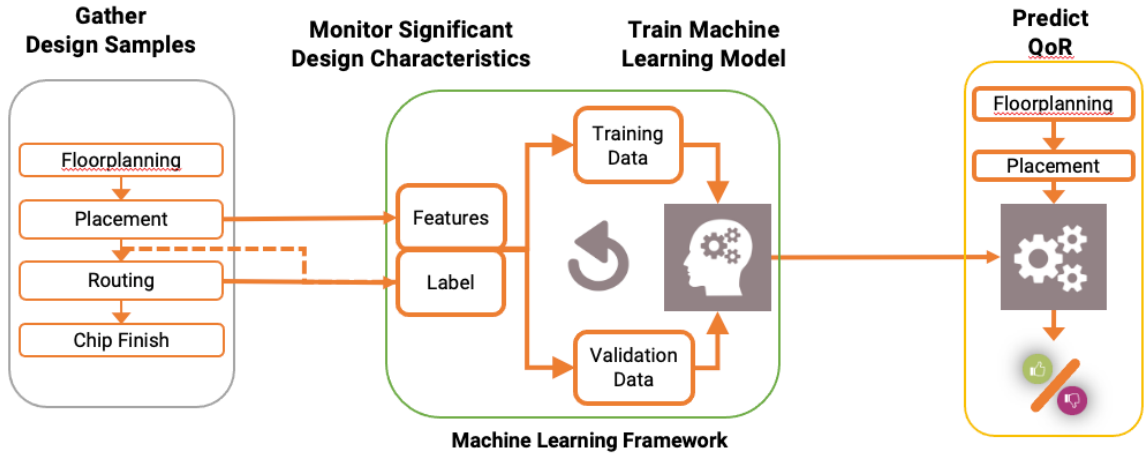 Gather
Design Samples
Monitor Significant
Design Characteristics
Train Machine
Learning Model
Predict
QoR
Floorplanning
Placement
Routing
Chip Finish
Features
Label
Training
Data
Validation
Data
Floorplanning
Placement
Machine Learning Framework